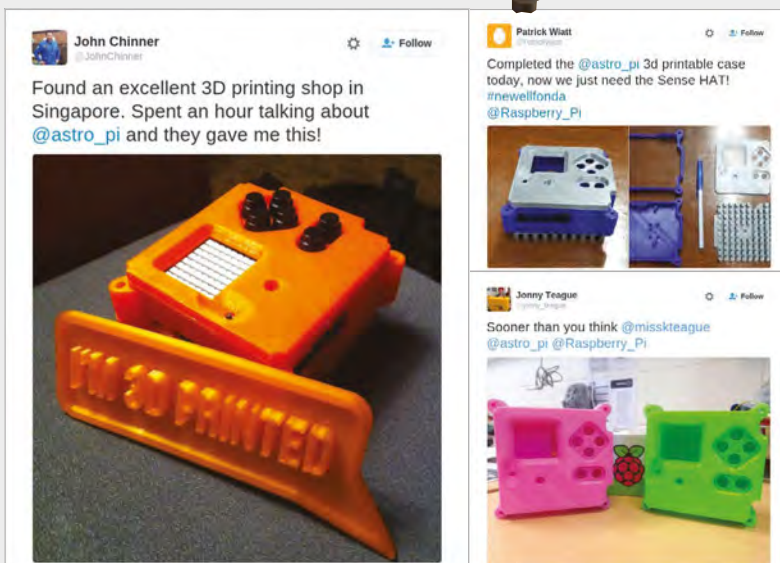 John Chinner
@JohnChinner
Follow
Found an excellent 3D printing shop in
Singapore. Spent an hour talking about
@astro_pi and they gave me this!
I'M 3D PRINTED
Patrick Wiatt
Follow
Completed the @astro_pi 3d printable case
today, now we just need the Sense HAT!
#newellfonda
@Raspberry_Pi
Jonny Teague
@jonny_teague
Follow
Sooner than you think @misskteague
@astro_pi @Raspberry_Pi